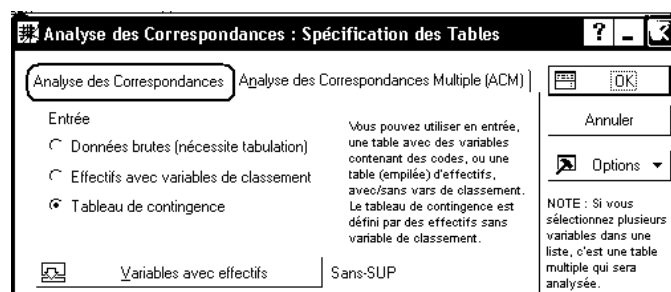 Analyse des Correspondances : Spécification des Tables
Analyse des Correspondances
Analyse des Correspondances Multiple (ACM)
Entrée
Données brutes (nécessite tabulation)
Effectifs avec variables de classement
Tableau de contingence
Vous pouvez utiliser en entrée,
une table avec des variables
contenant des codes, ou une
table (empilée) d'effectifs,
avec/sans vars de classement.
Le tableau de contingence est
défini par des effectifs sans
variable de classement.
Variables avec effectifs
Sans-SUP
OK
Annuler
Options
NOTE : Si vous
sélectionnez plusieurs
variables dans une
liste, c'est une table
multiple qui sera
analysée.